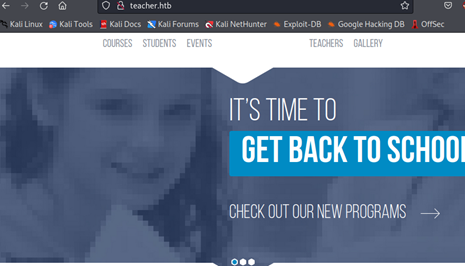 teacher.htb
Kali Linux Kali Tools Kali Docs Kali Forums Kali NetHunter Exploit-DB Google Hacking DB OffSec
COURSES STUDENTS EVENTS TEACHERS GALLERY
IT'S TIME TO
GET BACK TO SCHOOL
CHECK OUT OUR NEW PROGRAMS